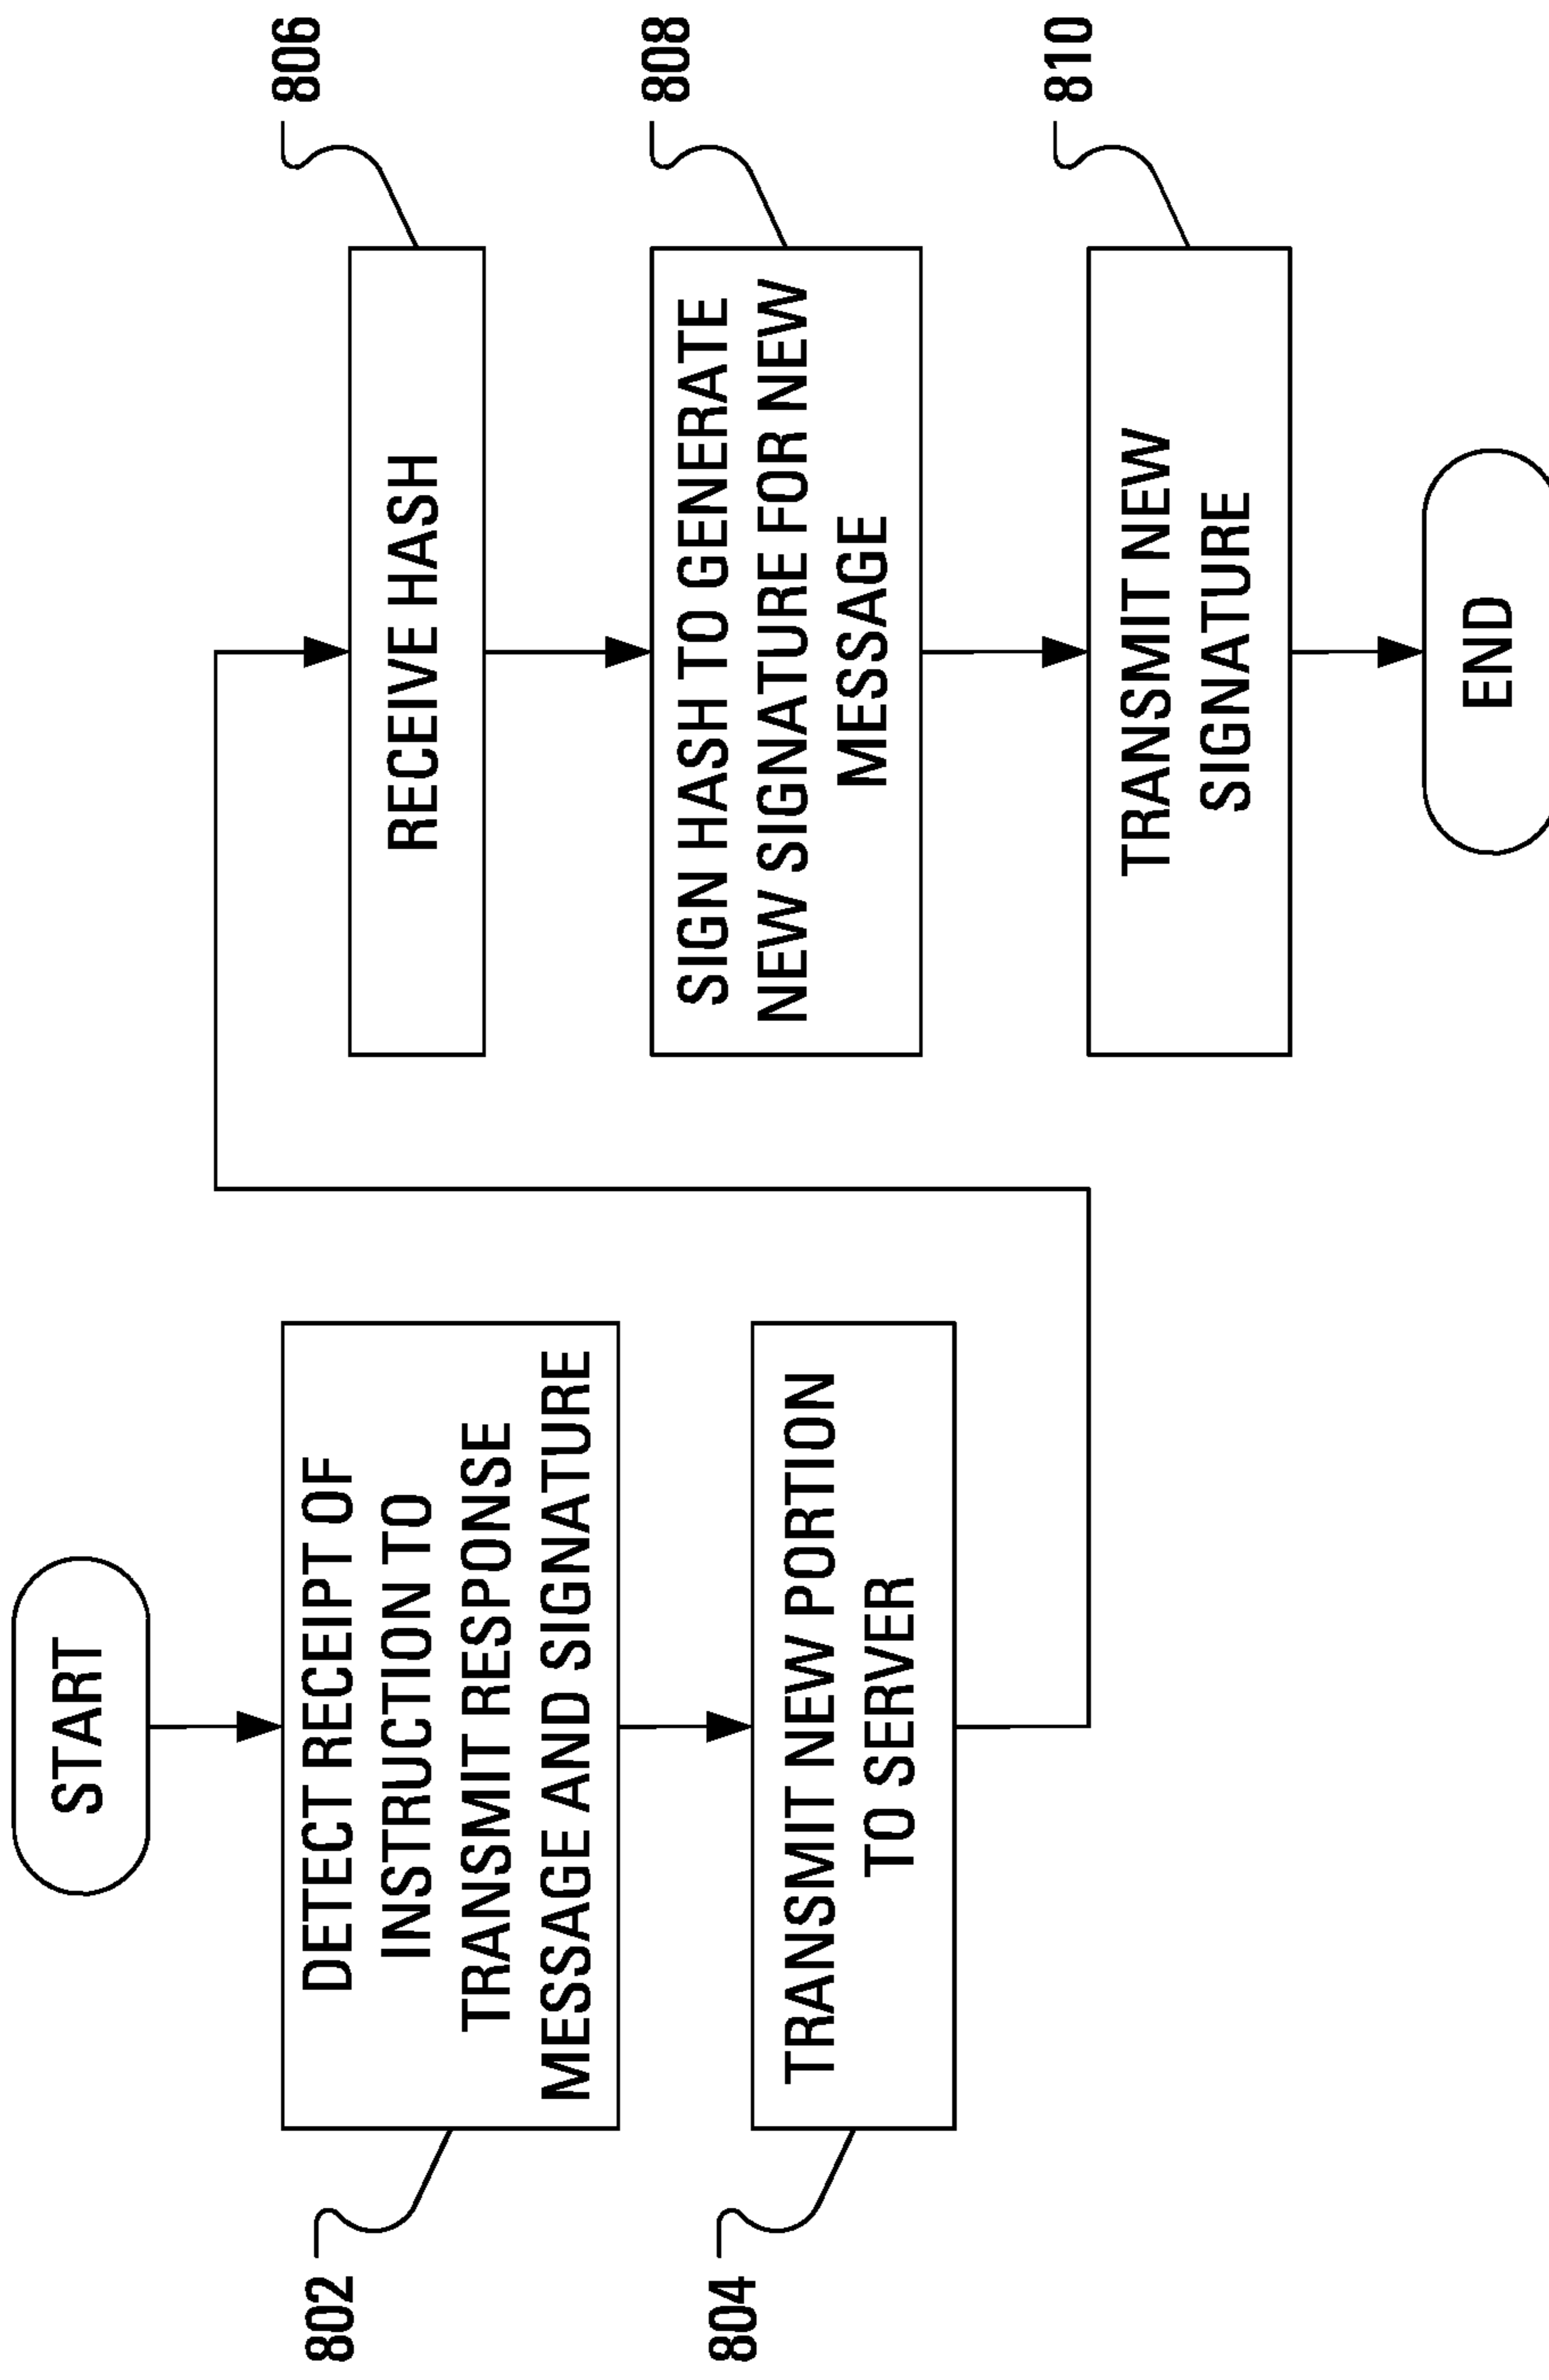 START
802
DETECT RECEIPT OF
INSTRUCTION TO
TRANSMIT RESPONSE
MESSAGE AND SIGNATURE
804
TRANSMIT NEW PORTION
TO SERVER
806
RECEIVE HASH
808
SIGN HASH TO GENERATE
NEW SIGNATURE FOR NEW
MESSAGE
810
TRANSMIT NEW
SIGNATURE
END